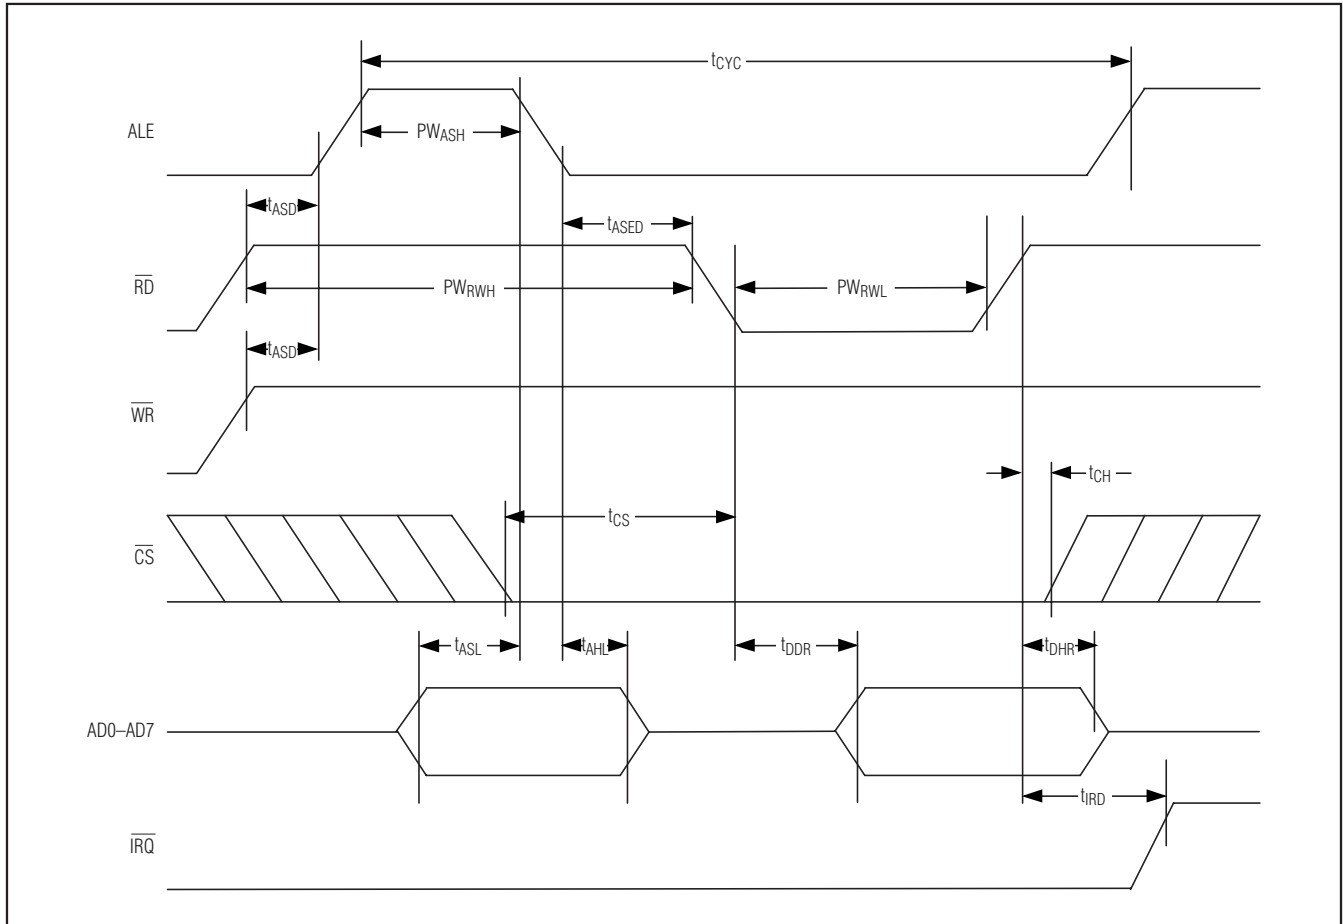 tCYC
ALE
PWASH
tASD
tASED
RD
PWRWH
PWRWL
tASD
WR
tCH
tCS
CS
tASL
tAHL
tDDR
tDHR
AD0–AD7
tIRD
IRQ